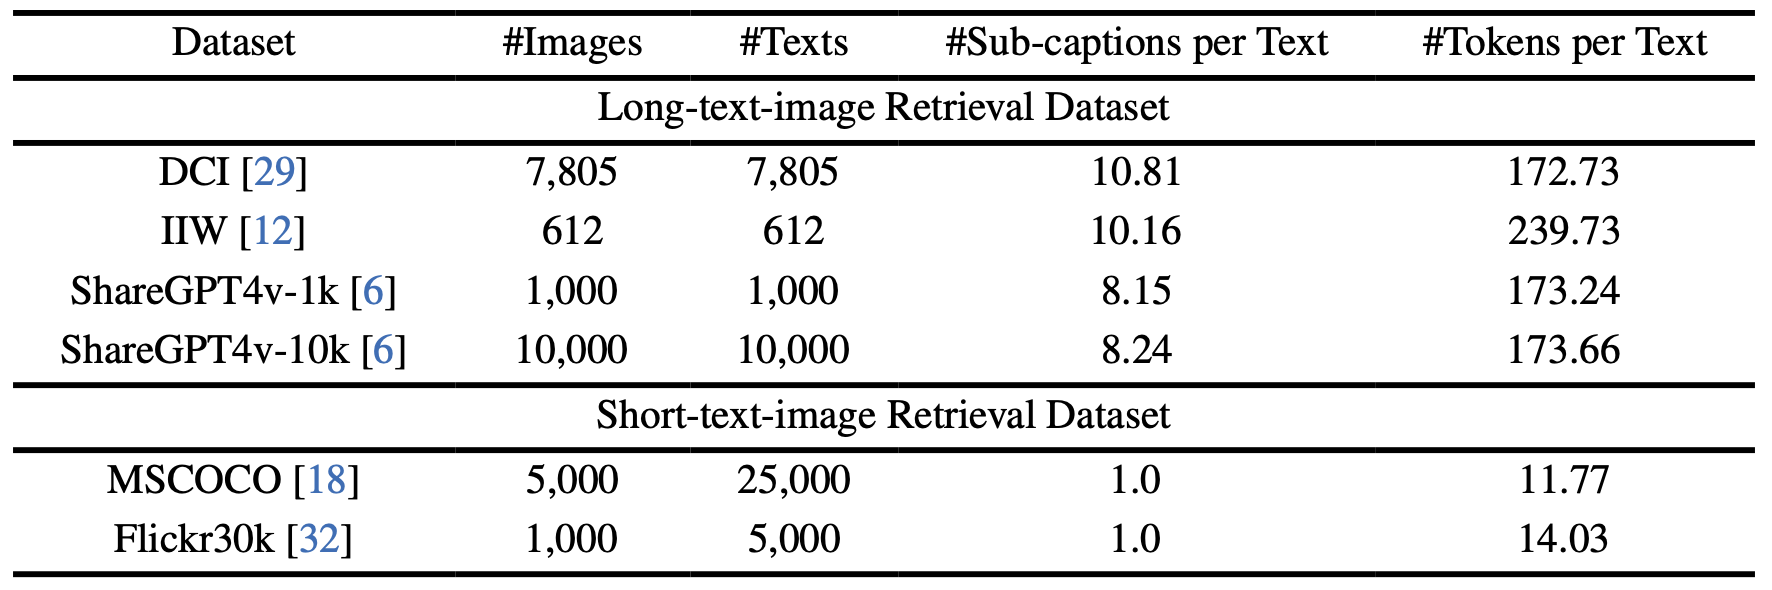 Dataset #Images #Texts #Sub-captions per Text #Tokens per Text
Long-text-image Retrieval Dataset
DCI [29] 7,805 7,805 10.81 172.73
IIW [12] 612 612 10.16 239.73
ShareGPT4v-1k [6] 1,000 1,000 8.15 173.24
ShareGPT4v-10k [6] 10,000 10,000 8.24 173.66
Short-text-image Retrieval Dataset
MSCOCO [18] 5,000 25,000 1.0 11.77
Flickr30k [32] 1,000 5,000 1.0 14.03